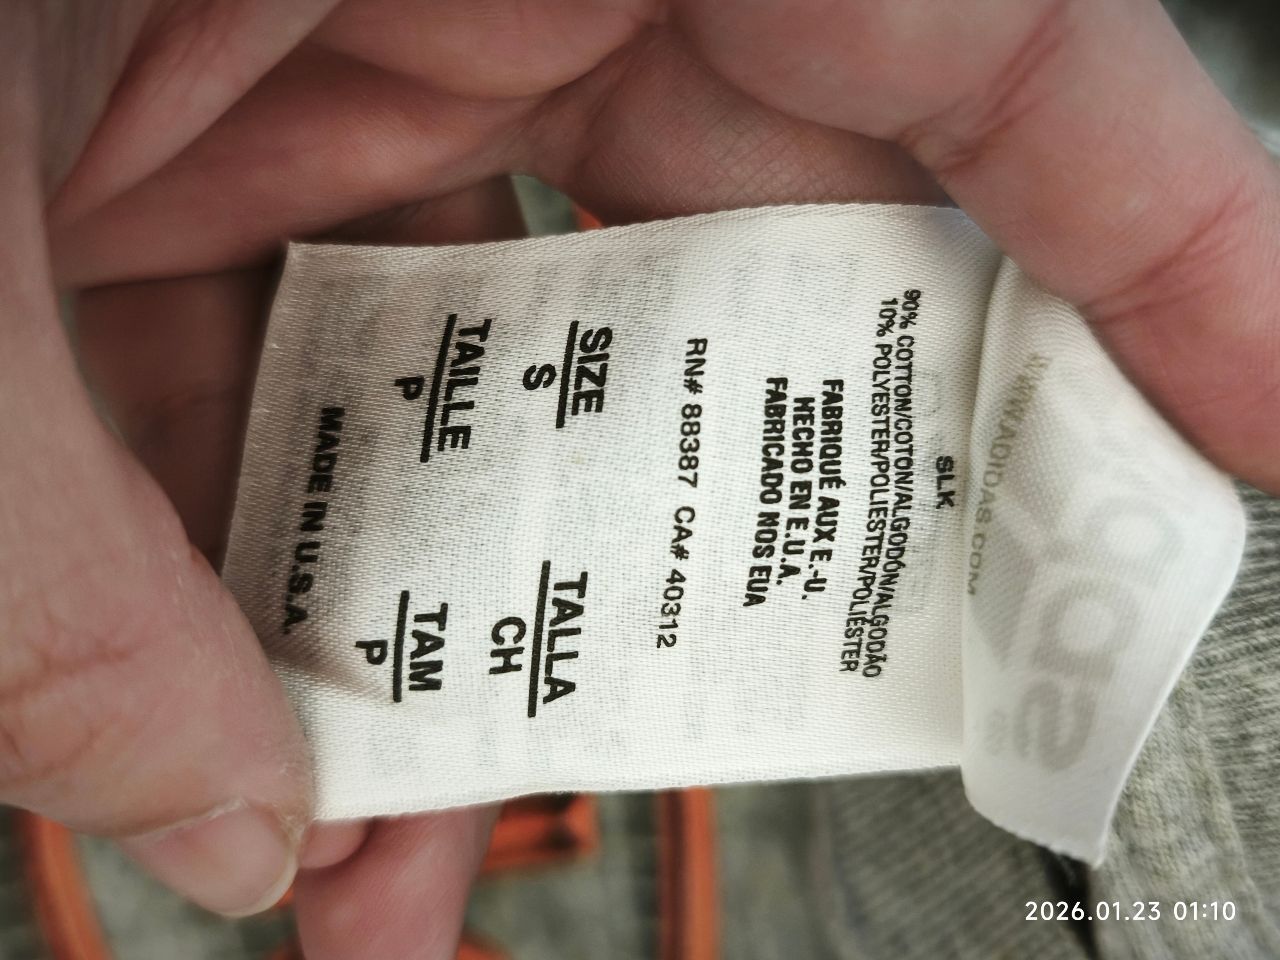 WWW.ADIDAS.COM
SLK
90% COTTON/COTON/ALGODÓN/ALGODÃO
10% POLYESTER/POLIESTER/POLIÉSTER
FABRIQUÉ AUX E.-U.
HECHO EN E.U.A.
FABRICADO NOS EUA
RN# 88387 CA# 40312
SIZE TALLA
S CH
TAILLE TAM
P P
MADE IN U.S.A.
2026.01.23 01:10